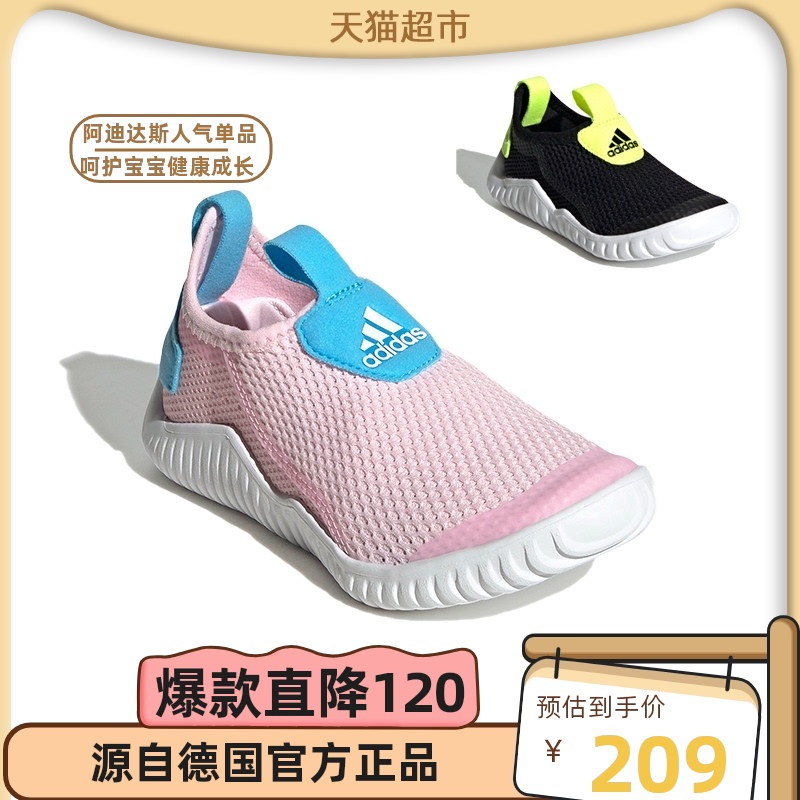 天猫超市
阿迪达斯人气单品
呵护宝宝健康成长
adidas
adidas
爆款直降120
源自德国官方正品
预估到手价
¥ 209